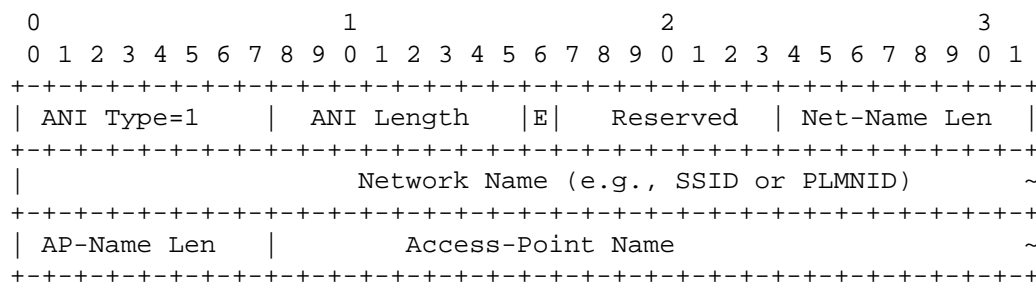 0                   1                   2                   3
 0 1 2 3 4 5 6 7 8 9 0 1 2 3 4 5 6 7 8 9 0 1 2 3 4 5 6 7 8 9 0 1
+-+-+-+-+-+-+-+-+-+-+-+-+-+-+-+-+-+-+-+-+-+-+-+-+-+-+-+-+-+-+-+-+
| ANI Type=1    |  ANI Length   |E|   Reserved  | Net-Name Len  |
+-+-+-+-+-+-+-+-+-+-+-+-+-+-+-+-+-+-+-+-+-+-+-+-+-+-+-+-+-+-+-+-+
|                     Network Name (e.g., SSID or PLMNID)       ~
+-+-+-+-+-+-+-+-+-+-+-+-+-+-+-+-+-+-+-+-+-+-+-+-+-+-+-+-+-+-+-+-+
| AP-Name Len   |        Access-Point Name                      ~
+-+-+-+-+-+-+-+-+-+-+-+-+-+-+-+-+-+-+-+-+-+-+-+-+-+-+-+-+-+-+-+-+